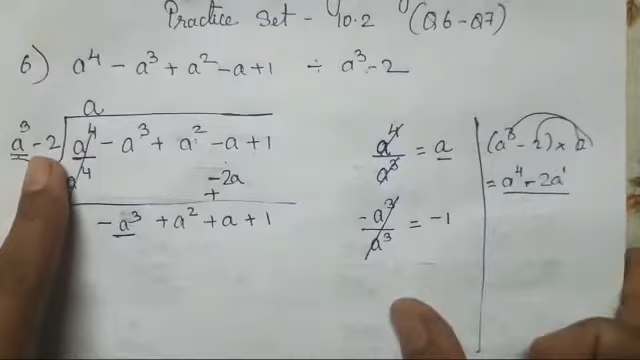 Practice Set - 10.2 (Q6-Q7)
6) a⁴ - a³ + a² - a + 1 ÷ a³ - 2
a
a³ - 2 a⁴ - a³ + a² - a + 1
a⁴ - 2a
+
- a³ + a² + a + 1
a⁴/a³ = a
-a³/a³ = -1
(a³ - 2) × a
= a⁴ - 2a¹